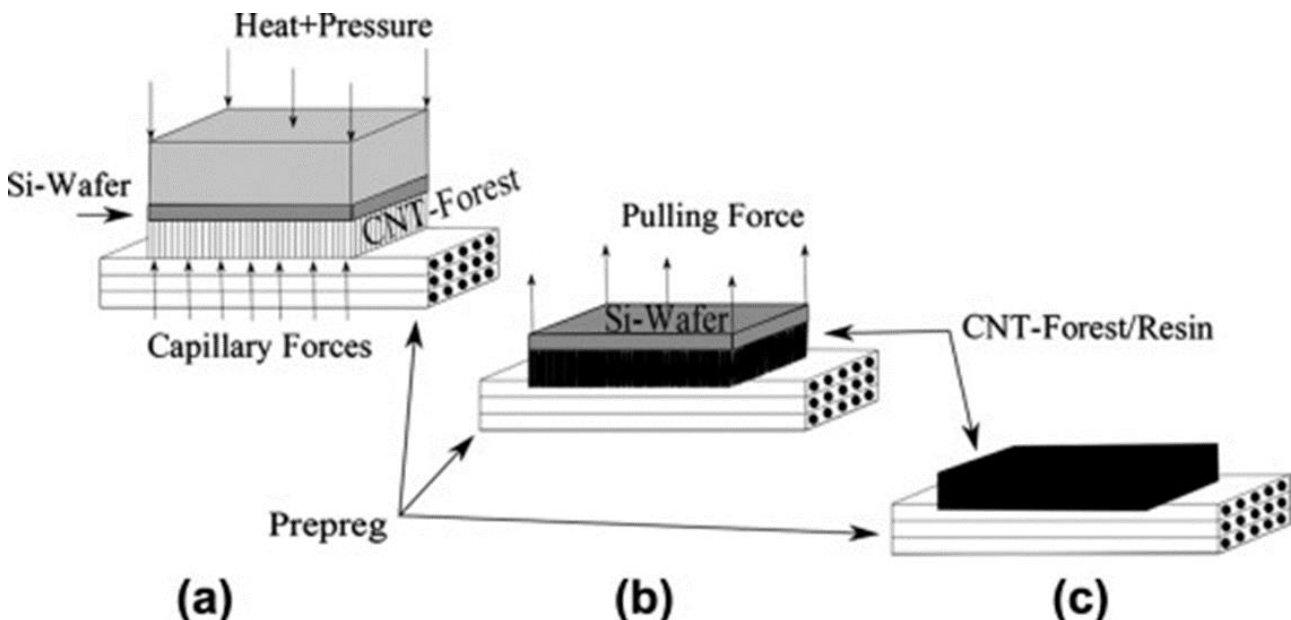 Heat+Pressure
Si-Wafer
CNT-Forest
Capillary Forces
Pulling Force
Si-Wafer
CNT-Forest/Resin
Prepreg
(a)
(b)
(c)